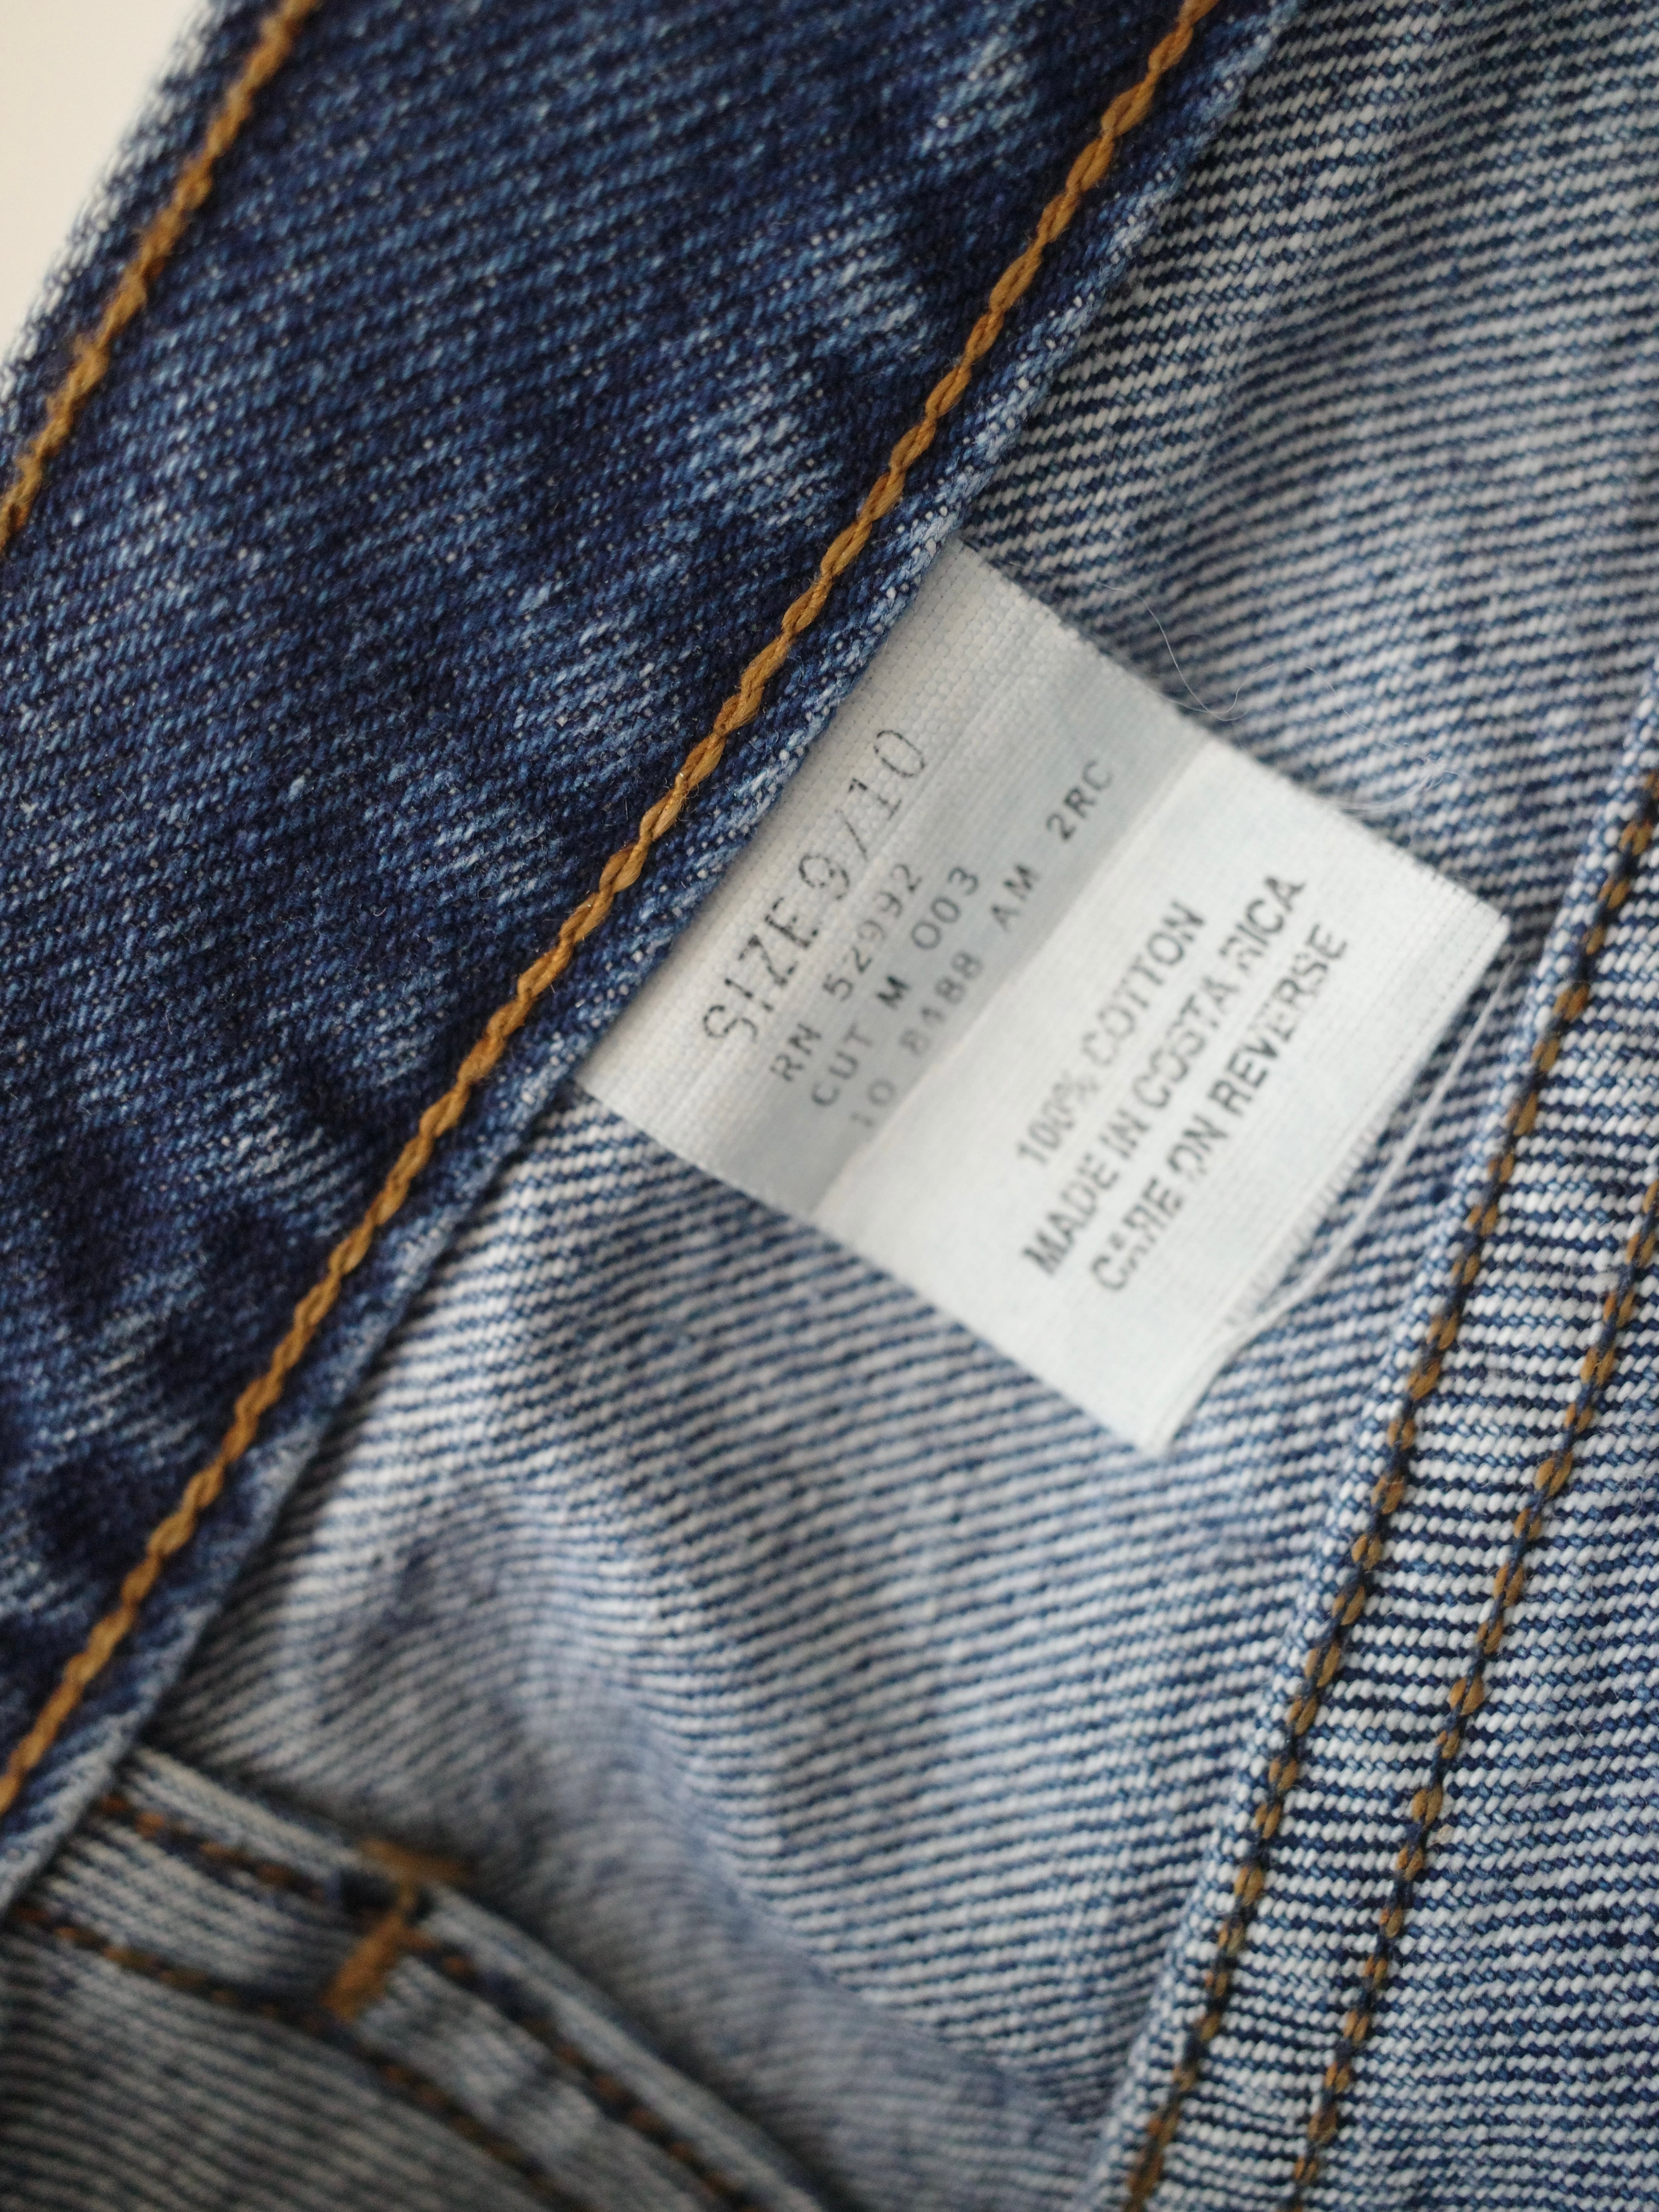 SIZE 9/10
RN 52992
CUT M 003
10 8488 AM 2RC
100% COTTON
MADE IN COSTA RICA
CARE ON REVERSE